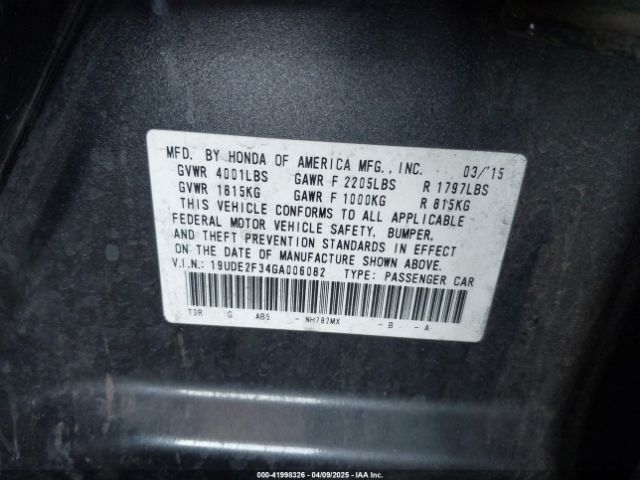 MFD. BY HONDA OF AMERICA MFG., INC. 03/'15
GVWR 4001LBS GAWR F 2205LBS R 1797LBS
GVWR 1815KG GAWR F 1000KG R 815KG
THIS VEHICLE CONFORMS TO ALL APPLICABLE
FEDERAL MOTOR VEHICLE SAFETY, BUMPER,
AND THEFT PREVENTION STANDARDS IN EFFECT
ON THE DATE OF MANUFACTURE SHOWN ABOVE.
V.I.N.: 19UDE2F34GA006082 TYPE: PASSENGER CAR
T3R G AB5 - NH782MX - B - A
000-41998326 - 04/09/2025 - IAA Inc.